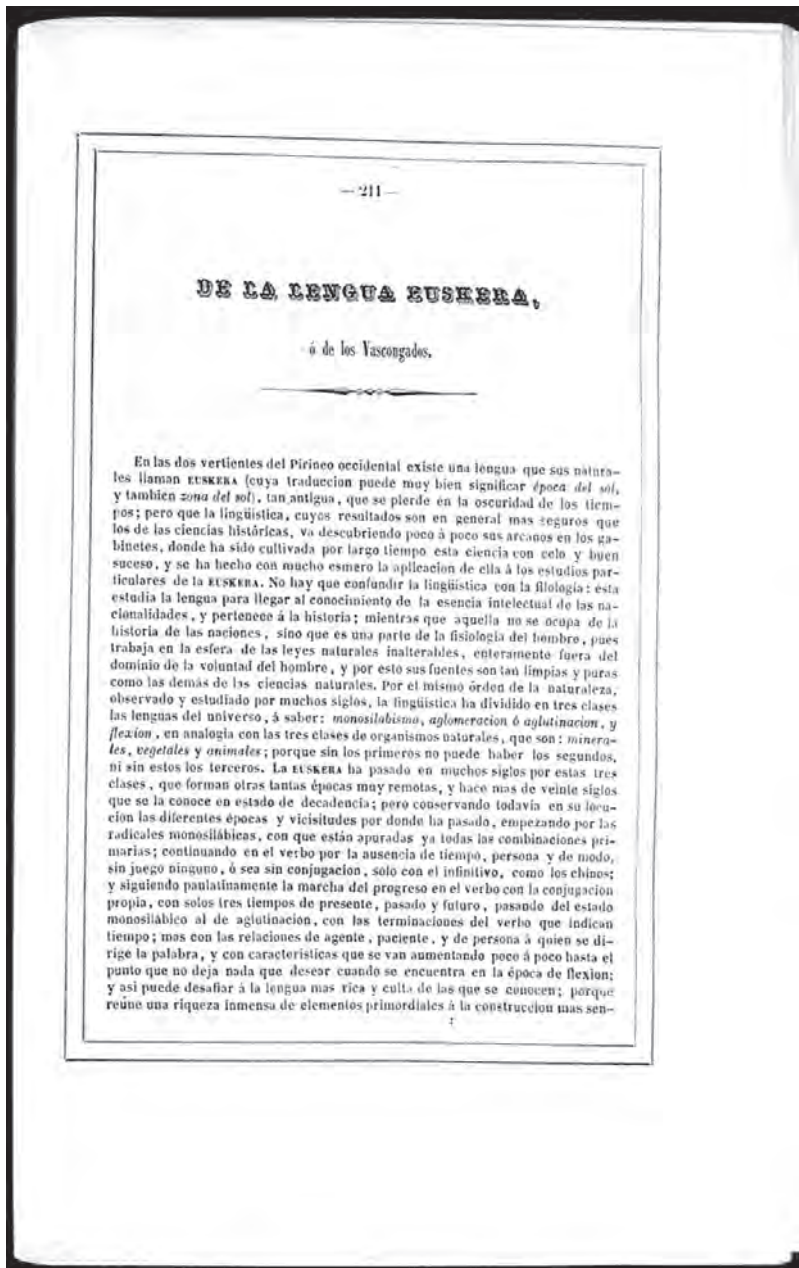 — 211 —
DE LA LENGUA EUSKERA,
ó de los Vascongados.
En las dos vertientes del Pirineo occidental existe una lengua que sus natura-
les llaman EUSKERA (cuya traduccion puede muy bien significar época del sol,
y tambien zona del sol), tan antigua, que se pierde en la oscuridad de los tiem-
pos; pero que la lingüística, cuyos resultados son en general mas seguros que
los de las ciencias históricas, va descubriendo poco á poco sus arcanos en los ga-
binetes, donde ha sido cultivada por largo tiempo esta ciencia con celo y buen
suceso, y se ha hecho con mucho esmero la aplicacion de ella á los estudios par-
ticulares de la EUSKERA. No hay que confundir la lingüística con la filología: esta
estudia la lengua para llegar al conocimiento de la esencia intelectual de las na-
cionalidades, y pertenece á la historia; mientras que aquella no se ocupa de la
historia de las naciones, sino que es una parte de la fisiologia del hombre, pues
trabaja en la esfera de las leyes naturales inalterables, enteramente fuera del
dominio de la voluntad del hombre, y por esto sus fuentes son tan limpias y puras
como las demás de las ciencias naturales. Por el mismo órden de la naturaleza,
observado y estudiado por muchos siglos, la lingüística ha dividido en tres clases
las lenguas del universo, á saber: monosilabismo, aglomeracion ó aglutinacion, y
flexion, en analogía con las tres clases de organismos naturales, que son: minera-
les, vegetales y animales; porque sin los primeros no puede haber los segundos,
ni sin estos los terceros. La EUSKERA ha pasado en muchos siglos por estas tres
clases, que forman otras tantas épocas muy remotas, y hace mas de veinte siglos
que se la conoce en estado de decadencia; pero conservando todavia en su locu-
cion las diferentes épocas y vicisitudes por donde ha pasado, empezando por las
radicales monosilábicas, con que están apuradas ya todas las combinaciones pri-
marias; continuando en el verbo por la ausencia de tiempo, persona y de modo,
sin juego ninguno, ó sea sin conjugacion, solo con el infinitivo, como los chinos;
y siguiendo paulatinamente la marcha del progreso en el verbo con la conjugacion
propia, con solos tres tiempos de presente, pasado y futuro, pasando del estado
monosilábico al de aglutinacion, con las terminaciones del verbo que indican
tiempo; mas con las relaciones de agente, paciente, y de persona á quien se di-
rige la palabra, y con caracteristicas que se van aumentando poco á poco hasta el
punto que no deja nada que desear cuando se encuentra en la época de flexion;
y asi puede desafiar á la lengua mas rica y culta de las que se conocen; porque
reúne una riqueza inmensa de elementos primordiales á la construccion mas sen-